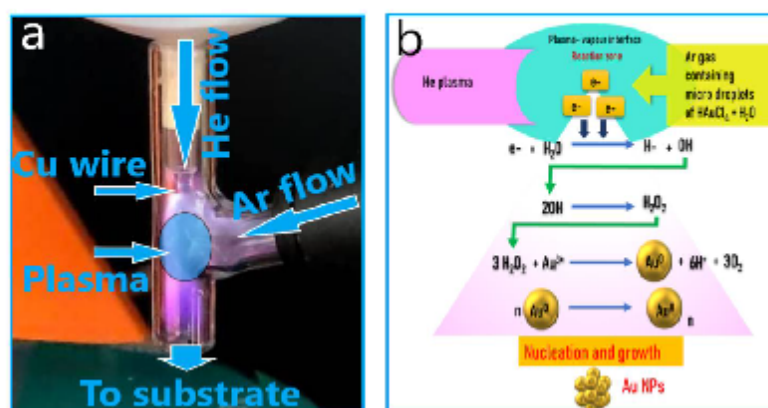 a
He flow
Cu wire
Ar flow
Plasma
To substrate
b
Plasma- vapour interface
Reaction zone
He plasma
e-
e- e-
Ar gas
containing
micro droplets
of HAuCl₄ + H₂O
e- + H₂O H- + OH
2OH H₂O₂
3 H₂O₂ + Au³⁺ Au⁰ + 6H⁺ + 3O₂
n Au⁰ Au⁰ n
Nucleation and growth
Au NPs